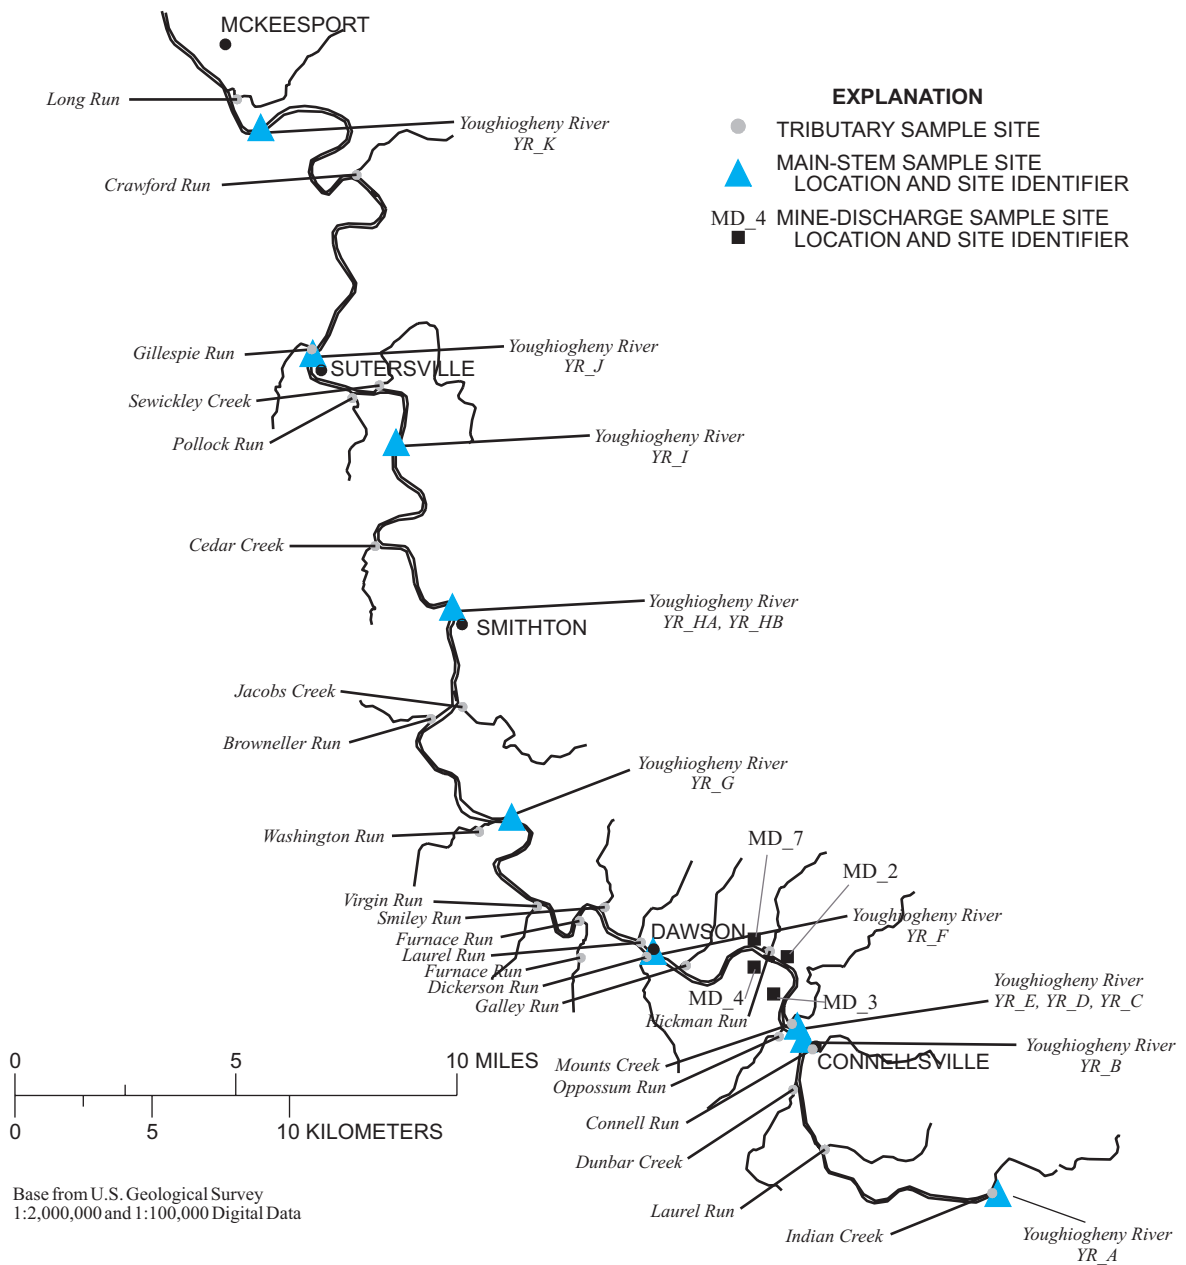 MCKEESPORT
Long Run
Youghiogheny River
YR_K
Crawford Run
EXPLANATION
TRIBUTARY SAMPLE SITE
MAIN-STEM SAMPLE SITE
LOCATION AND SITE IDENTIFIER
MD_4 MINE-DISCHARGE SAMPLE SITE
LOCATION AND SITE IDENTIFIER
Gillespie Run
Youghiogheny River
YR_J
SUTERSVILLE
Sewickley Creek
Pollock Run
Youghiogheny River
YR_I
Cedar Creek
Youghiogheny River
YR_HA, YR_HB
SMITHTON
Jacobs Creek
Browneller Run
Youghiogheny River
YR_G
Washington Run
MD_7
MD_2
Virgin Run
Smiley Run
Youghiogheny River
YR_F
Furnace Run
DAWSON
Laurel Run
Furnace Run
Dickerson Run
Galley Run
MD_4
MD_3
Hickman Run
Youghiogheny River
YR_E, YR_D, YR_C
Youghiogheny River
YR_B
Mounts Creek
CONNELLSVILLE
Oppossum Run
Connell Run
Dunbar Creek
Laurel Run
Indian Creek
Youghiogheny River
YR_A
0 5 10 MILES
0 5 10 KILOMETERS
Base from U.S. Geological Survey
1:2,000,000 and 1:100,000 Digital Data